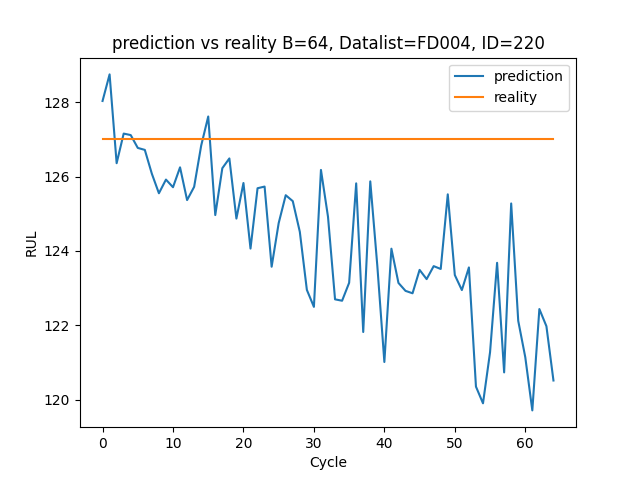 prediction vs reality B=64, Datalist=FD004, ID=220
prediction
reality
128
126
124
122
120
RUL
0 10 20 30 40 50 60
Cycle